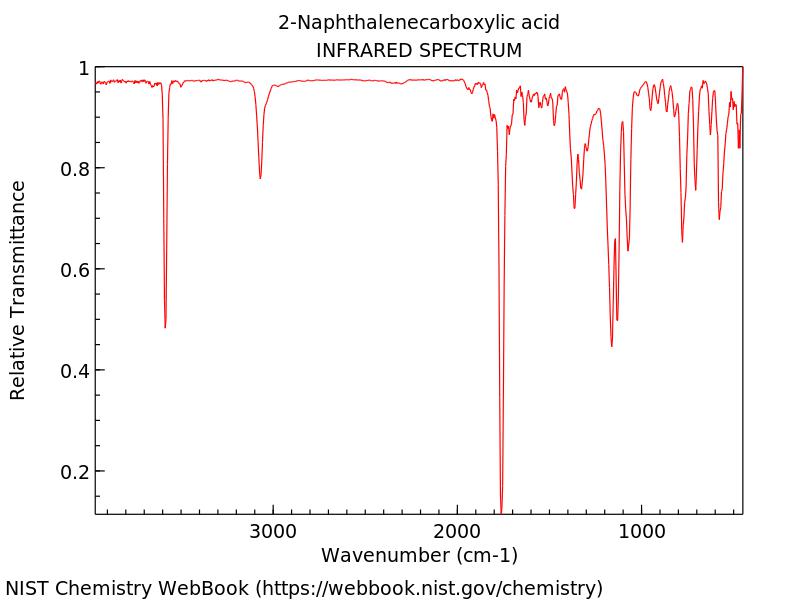 2-Naphthalenecarboxylic acid
INFRARED SPECTRUM
1
0.8
0.6
0.4
0.2
Relative Transmittance
3000 2000 1000
Wavenumber (cm-1)
NIST Chemistry WebBook (https://webbook.nist.gov/chemistry)